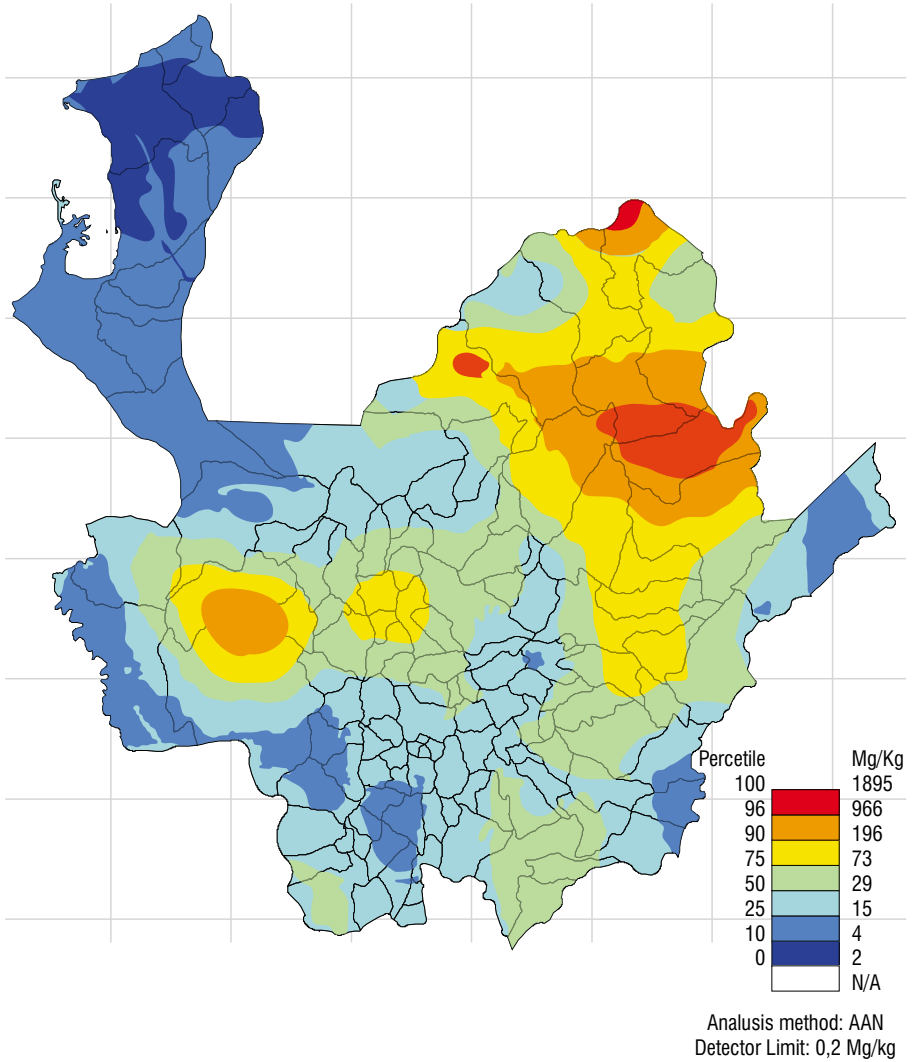 Percetile Mg/Kg
100 1895
96 966
90 196
75 73
50 29
25 15
10 4
0 2
N/A
Analusis method: AAN
Detector Limit: 0,2 Mg/kg